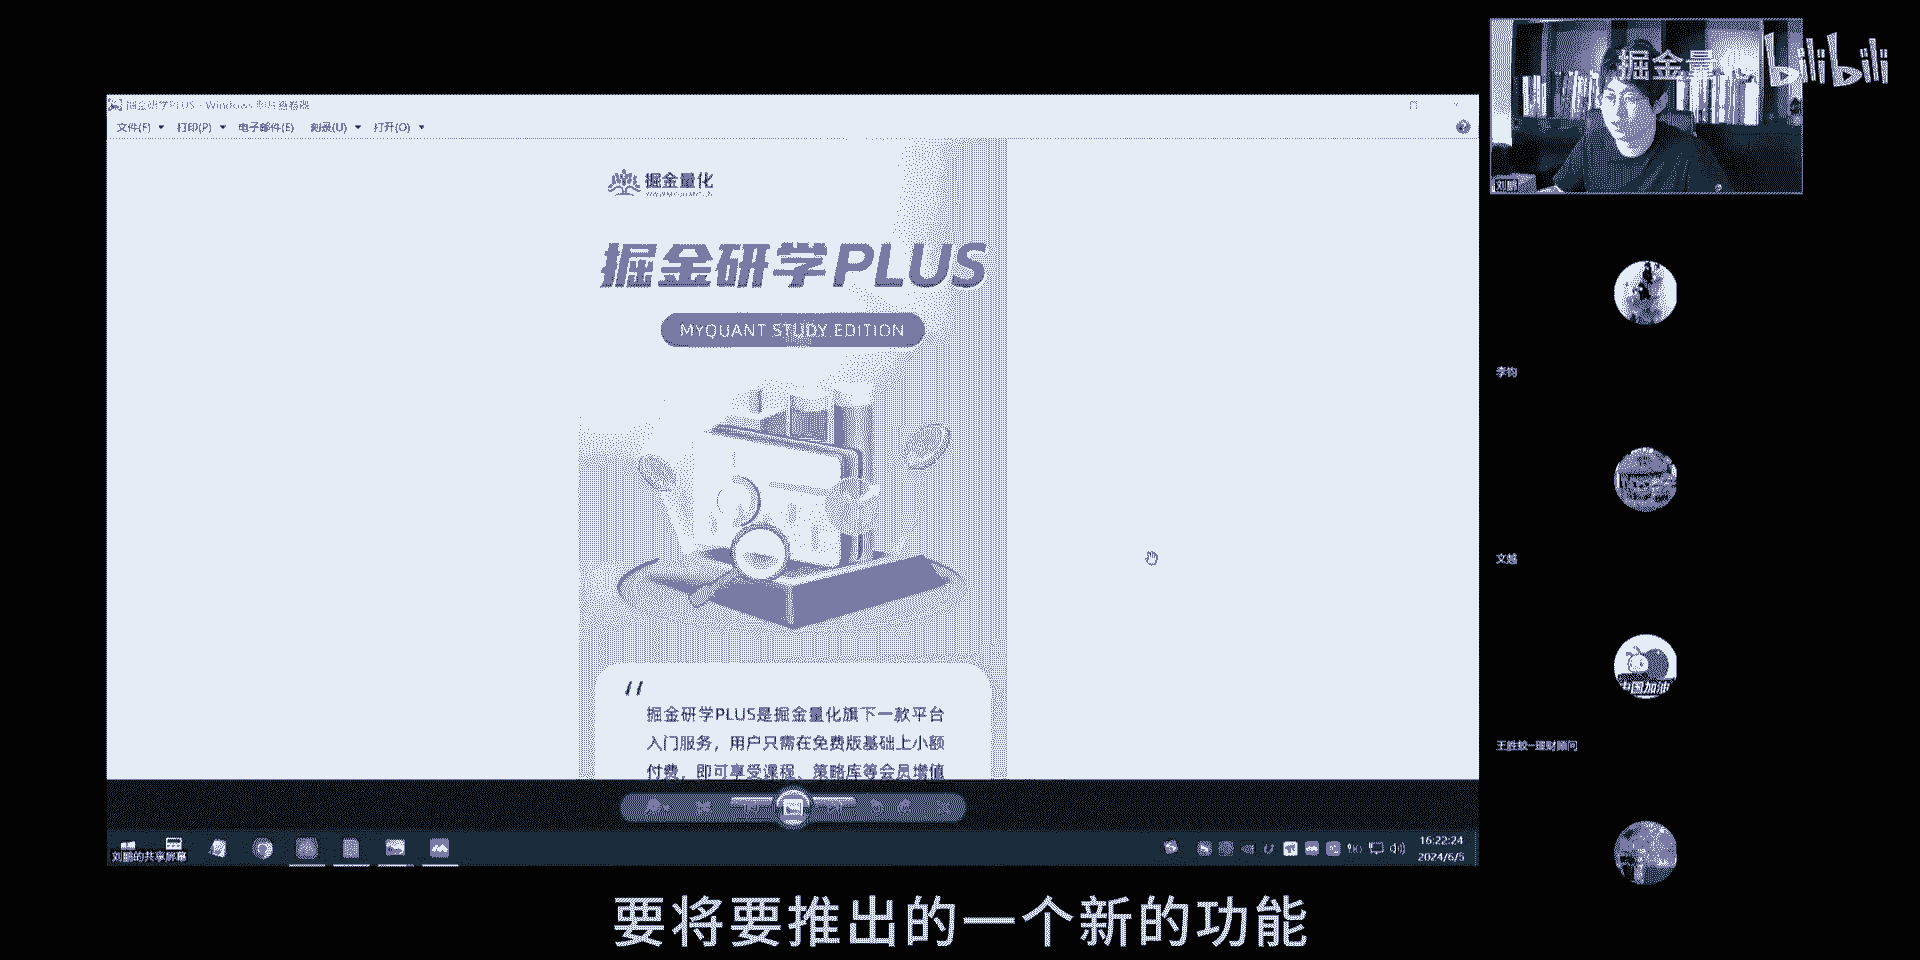 掘金量
bilibili
掘金研学PLUS - Windows 照片查看器
文件(F) 打印(P) 电子邮件(E) 刻录(U) 打开(O)
刘鹏
掘金量化
掘金研学PLUS
MYQUANT STUDY EDITION
李钧
文越
中国加油
王胜蛟-理财顾问
掘金研学PLUS是掘金量化旗下一款平台
入门服务，用户只需在免费版基础上小额
付费，即可享受课程、策略库等会员增值
刘鹏的共享屏幕
16:22:24
2024/6/5
要将要推出的一个新的功能